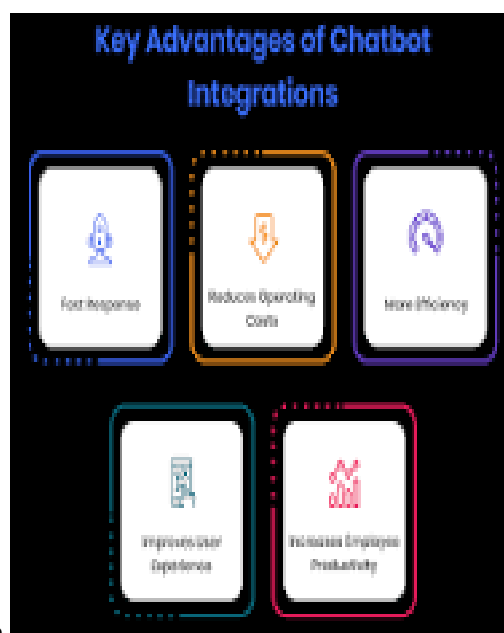 Key Advantages of Chatbot
Integrations
Fast Response
Reduces Operating
Costs
More Efficiency
Improves User
Experience
Increases Employee
Productivity